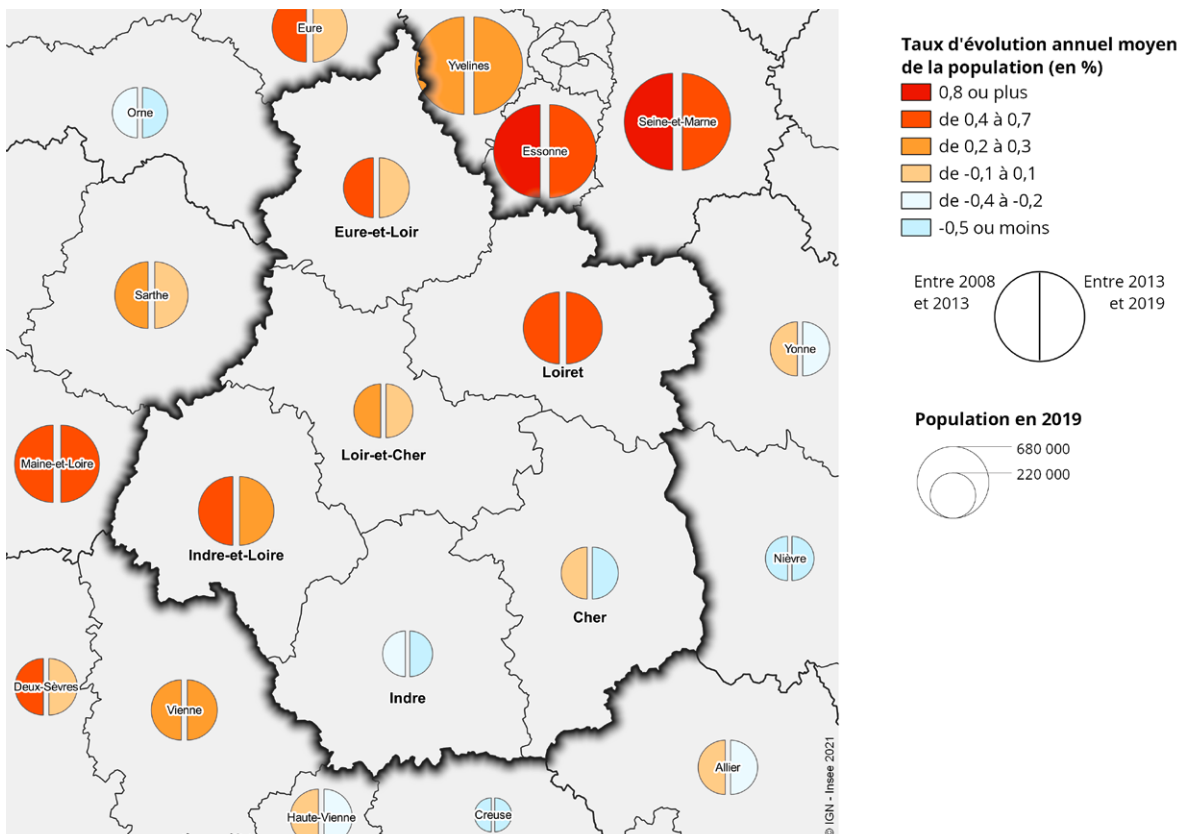 Eure
Yvelines
Orne
Essonne
Seine-et-Marne
Eure-et-Loir
Sarthe
Loiret
Yonne
Loir-et-Cher
Maine-et-Loire
Indre-et-Loire
Nièvre
Cher
Deux-Sèvres
Vienne
Indre
Allier
Haute-Vienne
Creuse
© IGN - Insee 2021
Taux d'évolution annuel moyen
de la population (en %)
0,8 ou plus
de 0,4 à 0,7
de 0,2 à 0,3
de -0,1 à 0,1
de -0,4 à -0,2
-0,5 ou moins
Entre 2008
et 2013
Entre 2013
et 2019
Population en 2019
680 000
220 000